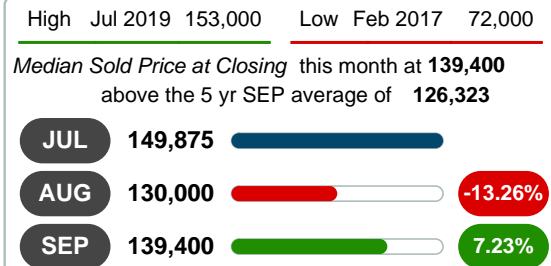 High Jul 2019 153,000 Low Feb 2017 72,000
Median Sold Price at Closing this month at 139,400
above the 5 yr SEP average of 126,323
JUL 149,875
AUG 130,000 -13.26%
SEP 139,400 7.23%